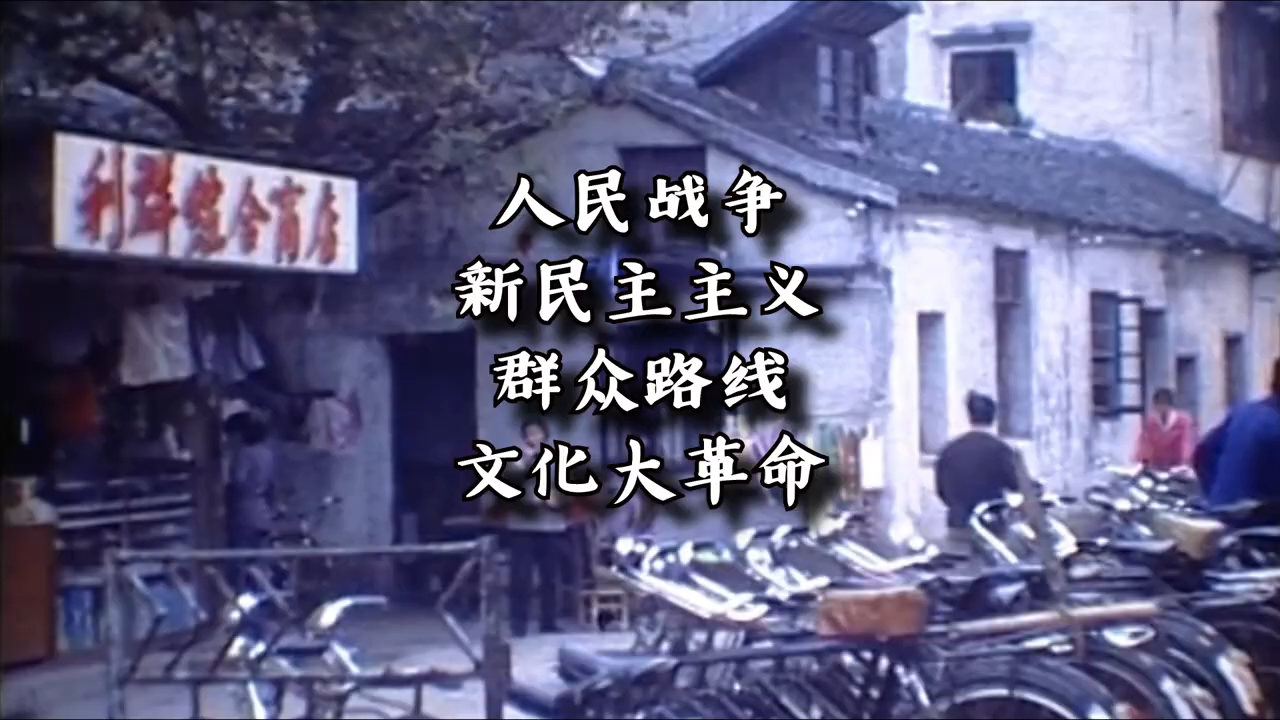 利群综合商店
人民战争
新民主主义
群众路线
文化大革命